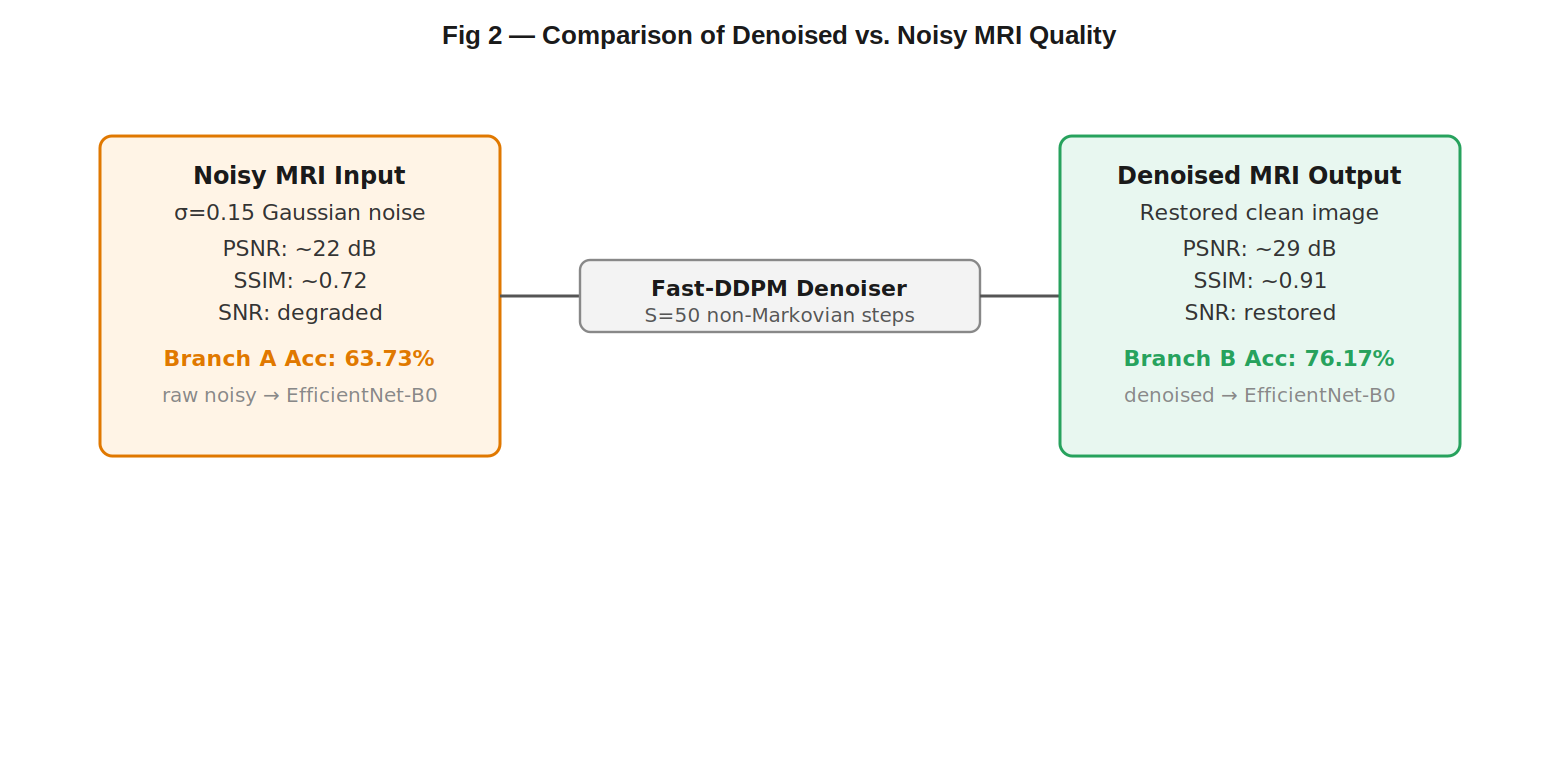 Fig 2 — Comparison of Denoised vs. Noisy MRI Quality
Noisy MRI Input
σ=0.15 Gaussian noise
PSNR: ~22 dB
SSIM: ~0.72
SNR: degraded
Branch A Acc: 63.73%
raw noisy → EfficientNet-B0
Fast-DDPM Denoiser
S=50 non-Markovian steps
Denoised MRI Output
Restored clean image
PSNR: ~29 dB
SSIM: ~0.91
SNR: restored
Branch B Acc: 76.17%
denoised → EfficientNet-B0